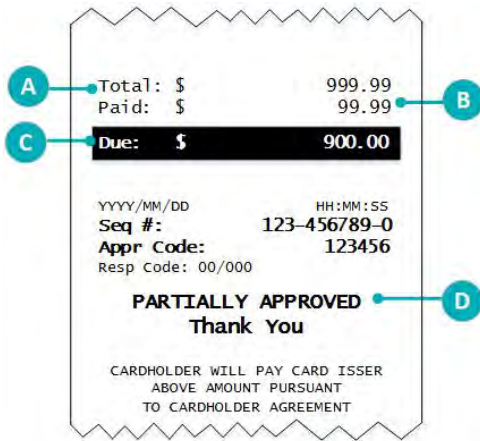 A Total: $ 999.99
Paid: $ 99.99 B
C Due: $ 900.00
YYYY/MM/DD HH:MM:SS
Seq #: 123-456789-0
Appr Code: 123456
Resp Code: 00/000
PARTIALLY APPROVED D
Thank You
CARDHOLDER WILL PAY CARD ISSER
ABOVE AMOUNT PURSUANT
TO CARDHOLDER AGREEMENT